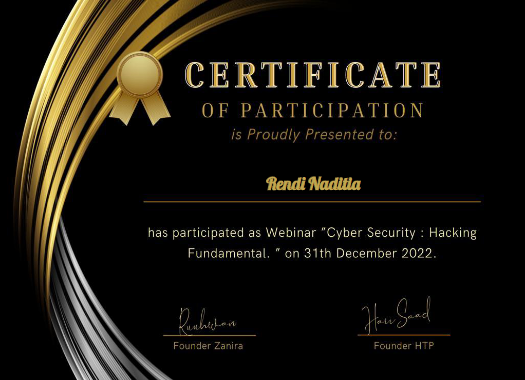 CERTIFICATE
OF PARTICIPATION
is Proudly Presented to:
Rendi Naditia
has participated as Webinar "Cyber Security : Hacking
Fundamental. " on 31th December 2022.
Founder Zanira
Founder HTP